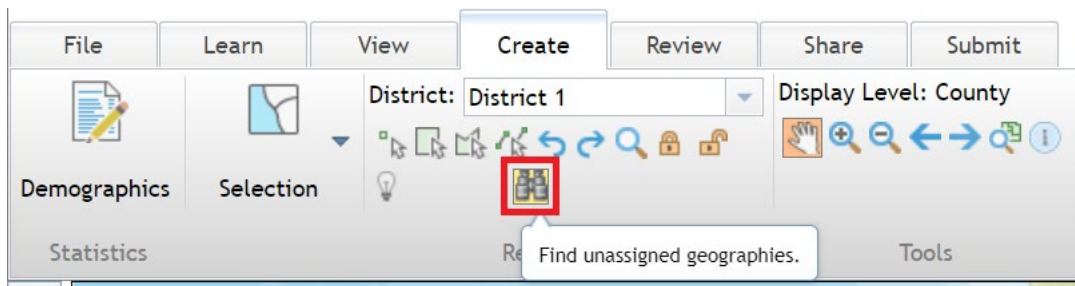 File Learn View Create Review Share Submit
District: District 1
Display Level: County
Demographics
Selection
Statistics
Re
Find unassigned geographies.
Tools